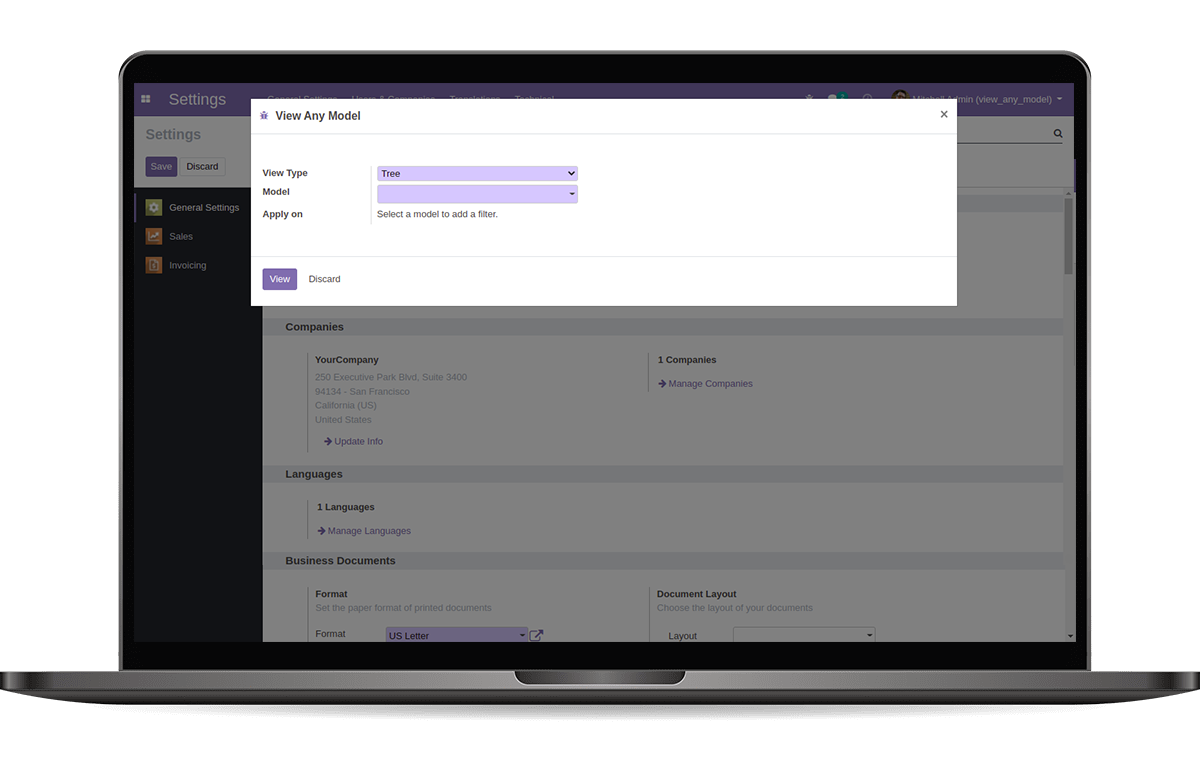 Settings
General Settings Users & Companies Translations Technical
Admin (view_any_model)
View Any Model
×
Settings
Save Discard
View Type Tree
Model
Apply on Select a model to add a filter.
View Discard
General Settings
Sales
Invoicing
Companies
YourCompany
250 Executive Park Blvd, Suite 3400
94134 - San Francisco
California (US)
United States
Update Info
1 Companies
Manage Companies
Languages
1 Languages
Manage Languages
Business Documents
Format
Set the paper format of printed documents
Format US Letter
Document Layout
Choose the layout of your documents
Layout